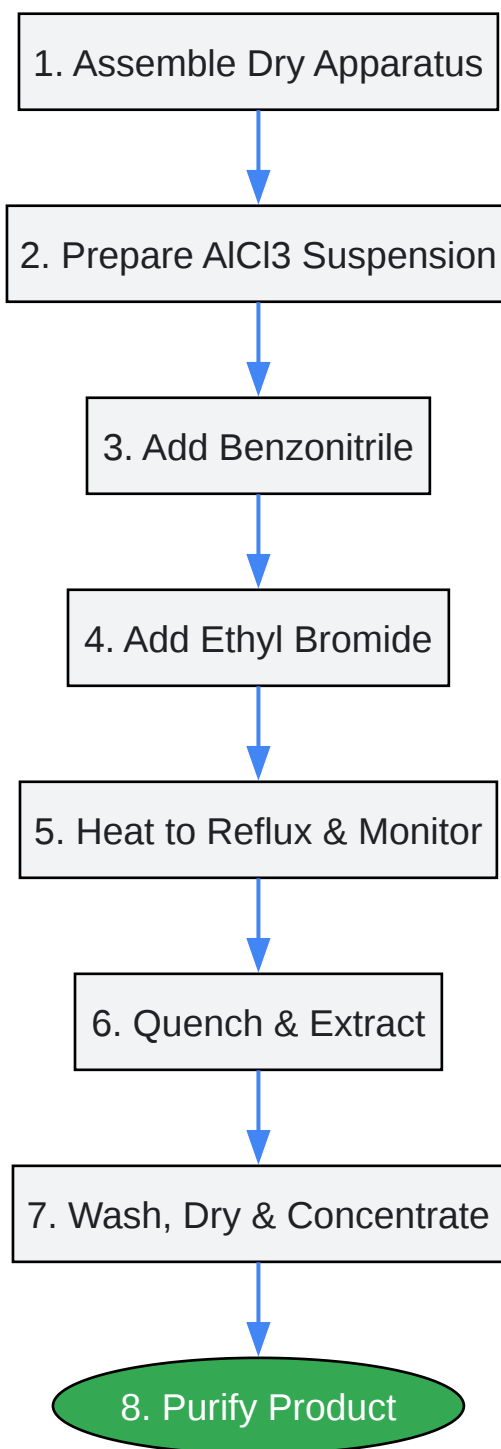 1. Assemble Dry Apparatus
2. Prepare AlCl3 Suspension
3. Add Benzonitrile
4. Add Ethyl Bromide
5. Heat to Reflux & Monitor
6. Quench & Extract
7. Wash, Dry & Concentrate
8. Purify Product